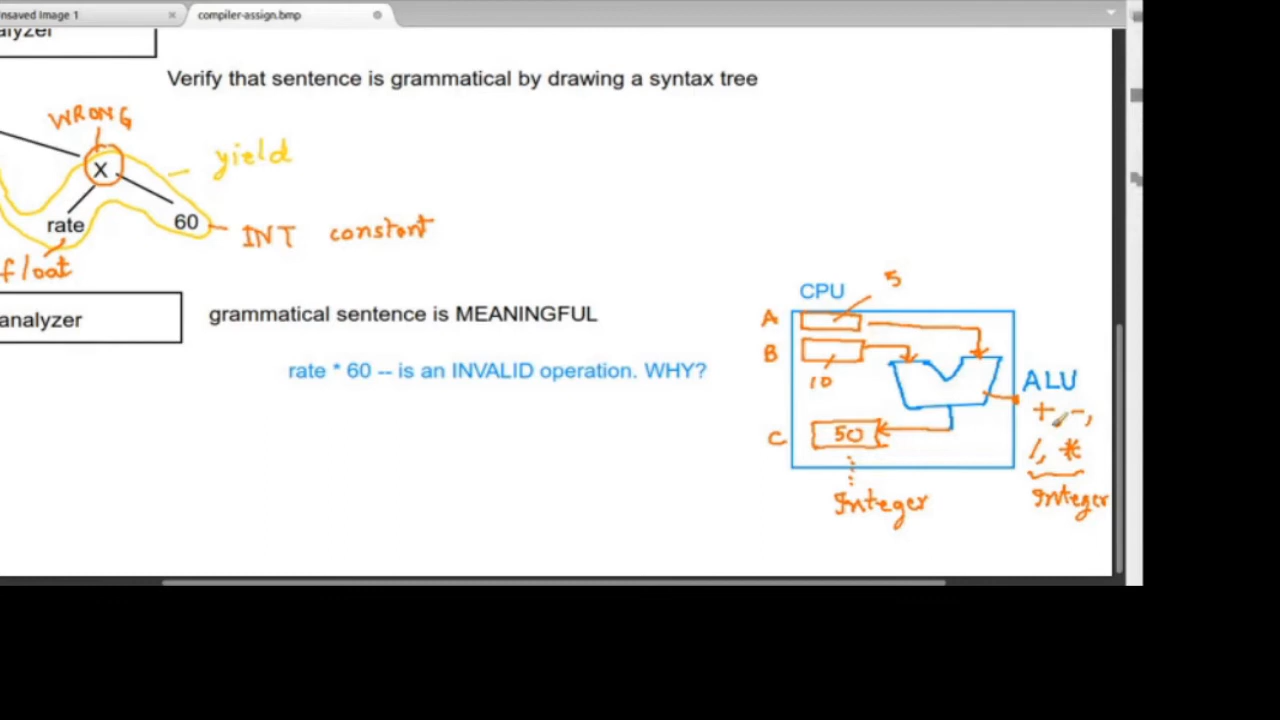 nsaved Image 1
compiler-assign.bmp
alyzer
Verify that sentence is grammatical by drawing a syntax tree
WRONG
yield
X
rate
60
INT constant
float
analyzer
grammatical sentence is MEANINGFUL
rate * 60 -- is an INVALID operation. WHY?
CPU
5
A
B
10
ALU
+, -,
/, *
C
50
Integer
Integer